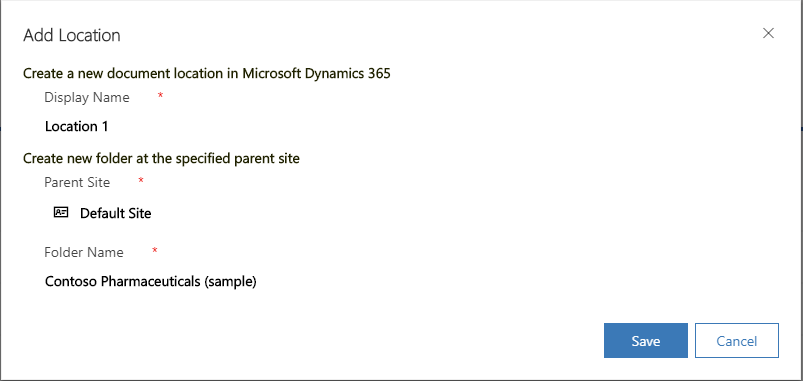 Add Location
Create a new document location in Microsoft Dynamics 365
Display Name *
Location 1
Create new folder at the specified parent site
Parent Site *
Default Site
Folder Name *
Contoso Pharmaceuticals (sample)
Save Cancel